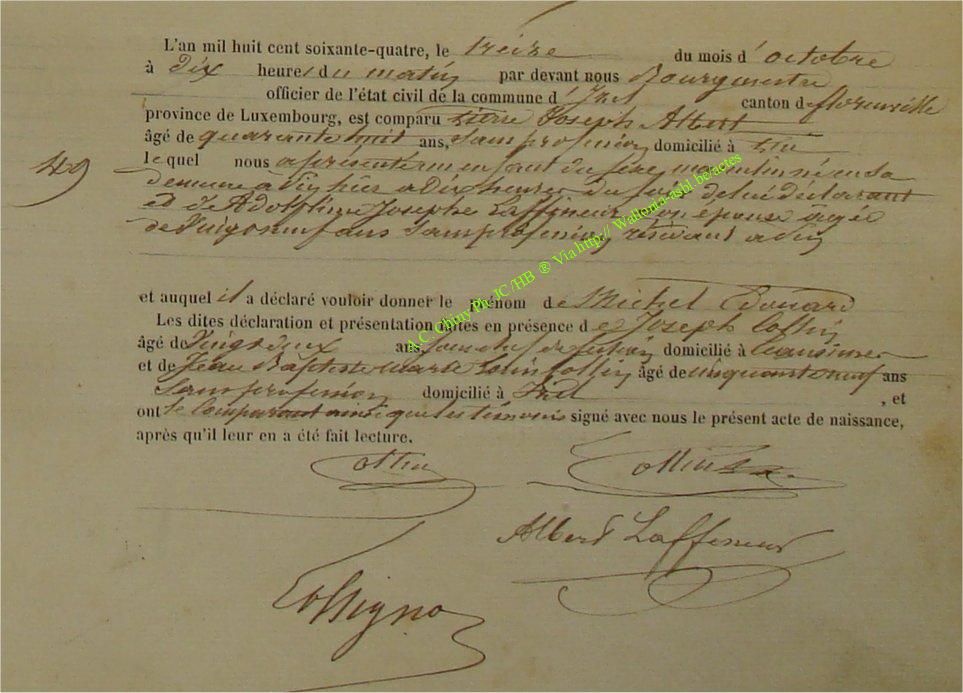 L'an mil huit cent soixante-quatre, le treize du mois d'octobre
à Dix heures du matin par devant nous Bourgmestre
officier de l'état civil de la commune d'Izel canton de florenville
province de Luxembourg, est comparu Pierre Joseph Albert
âgé de quarante huit ans, sans profession domicilié à
lequel nous a présenté un enfant du sexe masculin né en sa
49
demeure à à dix heures du soir de lui déclarant
et de Joseph Laffineur son épouse agée
de vingt neuf ans sans profession, résidant à
et auquel il a déclaré vouloir donner le prénom de Michel Edouard
Les dites déclaration et présentation faites en présence de Joseph Collin
âgé de vingt deux ans, domicilié à
et de Jean Baptiste Collin âgé de cinquante neuf ans
sans profession domicilié à Izel , et
ont le comparant ainsi que les témoins signé avec nous le présent acte de naissance,
après qu'il leur en a été fait lecture.
Collin Collin
Albert Laffineur
Rossignon
A.C. Chiny Ph. JC /HB ® Via http:// Wallonia-asbl.be/actes